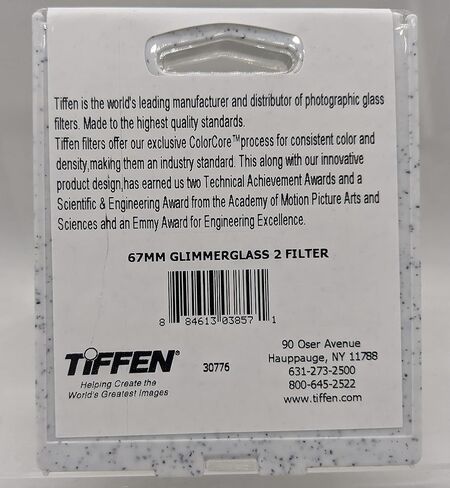 Tiffen is the world's leading manufacturer and distributor of photographic glass
filters. Made to the highest quality standards.
Tiffen filters offer our exclusive ColorCore™process for consistent color and
density,making them an industry standard. This along with our innovative
product design,has earned us two Technical Achievement Awards and a
Scientific & Engineering Award from the Academy of Motion Picture Arts and
Sciences and an Emmy Award for Engineering Excellence.
67MM GLIMMERGLASS 2 FILTER
8 84613 03857 1
TiFFEN®
Helping Create the
World's Greatest Images
30776
90 Oser Avenue
Hauppauge, NY 11788
631-273-2500
800-645-2522
www.tiffen.com